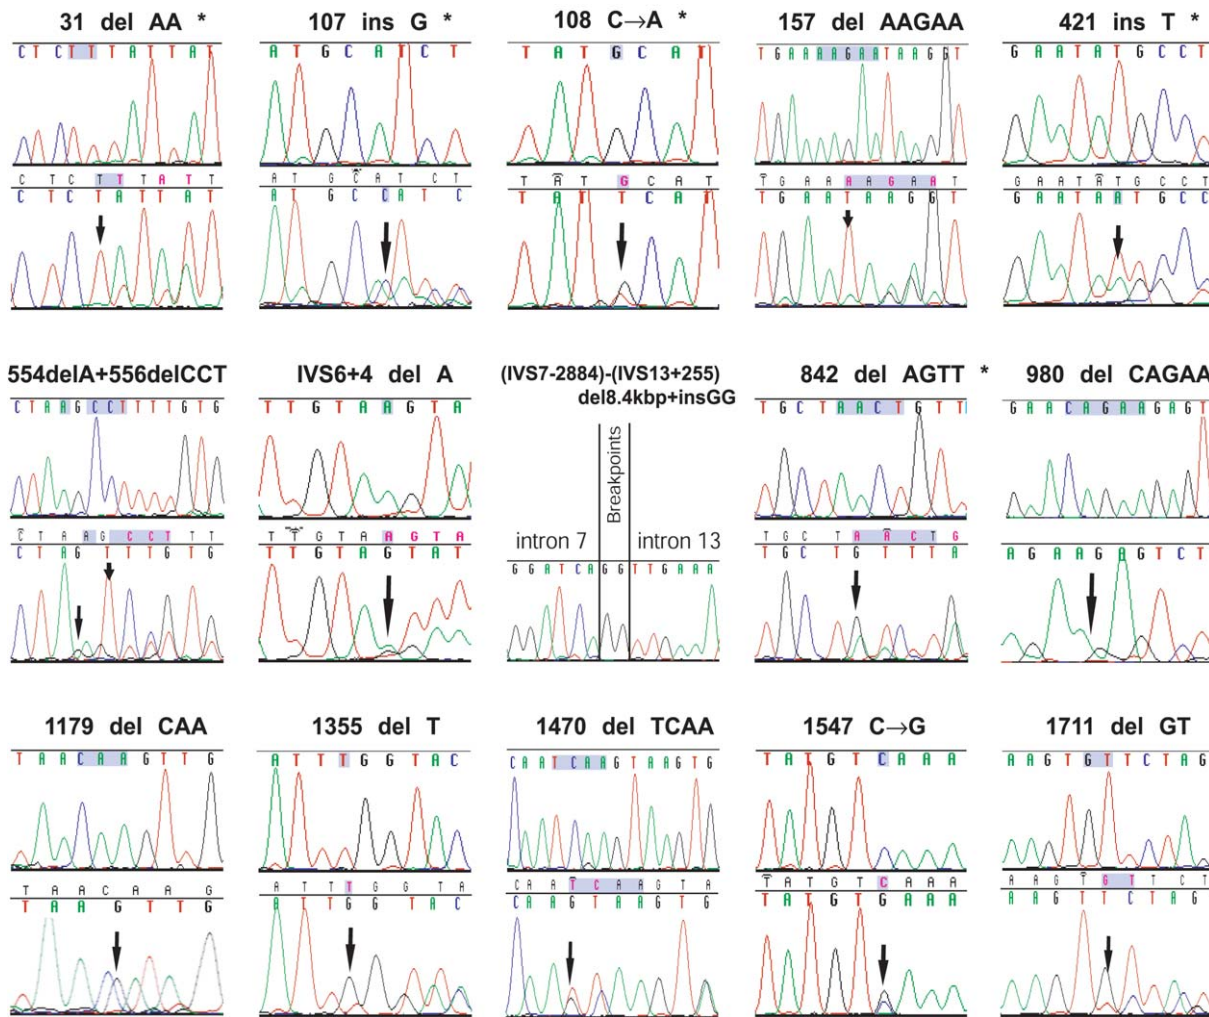 31 del AA *
C T C T T T A T T A T
C T C T T T A T T
C T C T A T T A T
107 ins G *
A T G C A T C T
A T G C A T C T
A T G C C A T C
108 C→A *
T A T G C A T
T A T G C A T
T A T T C A T
157 del AAGAA
T G A A A A G A A T A A G G T
T G A A A A G A A T
T G A A T A A G G T
421 ins T *
G A A T A T G C C T
G A A T A T G C C T
G A A T A A T G C C
554delA+556delCCT
C T A A G C C T T T G T G
C T A A G C C T T T
C T A G T T T G T G
IVS6+4 del A
T T G T A A G T A
T T G T A A G T A
T T G T A G T A T
(IVS7-2884)-(IVS13+255)
del8.4kbp+insGG
Breakpoints
intron 7
intron 13
G G A T C A G G T T G A A A
842 del AGTT *
T G C T A A C T G T T
T G C T A A C T G
T G C T G T T T A
980 del CAGAA
G A A C A G A A G A G T
A G A A G A G T C T
1179 del CAA
T A A C A A G T T G
T A A C A A G
T A A G T T G
1355 del T
A T T T G G T A C
A T T T G G T A
A T T G G T A C
1470 del TCAA
C A A T C A A G T A A G T G
C A A T C A A G T A
C A A G T A A G T G
1547 C→G
T A T G T C A A A
T A T G T C A A A
T A T G T G A A A
1711 del GT
A A G T G T T C T A G
A A G T G T T C T
A A G T T C T A G